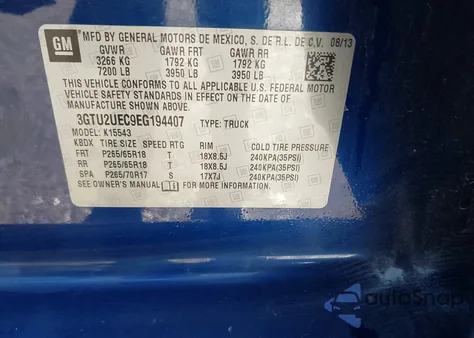 GM
MFD BY GENERAL MOTORS DE MEXICO, S. DE R.L. DE C.V. 08/13
GVWR GAWR FRT GAWR RR
3266 KG 1792 KG 1792 KG
7200 LB 3950 LB 3950 LB
THIS VEHICLE CONFORMS TO ALL APPLICABLE U.S. FEDERAL MOTOR
VEHICLE SAFETY STANDARDS IN EFFECT ON THE DATE OF
MANUFACTURE SHOWN ABOVE.
3GTU2UEC9EG194407 TYPE: TRUCK
MODEL: K15543
KBDX TIRE SIZE SPEED RTG RIM COLD TIRE PRESSURE
FRT P265/65R18 T 18X8.5J 240KPA(35PSI)
RR P265/65R18 T 18X8.5J 240KPA(35PSI)
SPA P265/70R17 S 17X7J 240KPA(35PSI)
SEE OWNER'S MANUAL FOR ADDITIONAL INFORMATION.
autoSnap